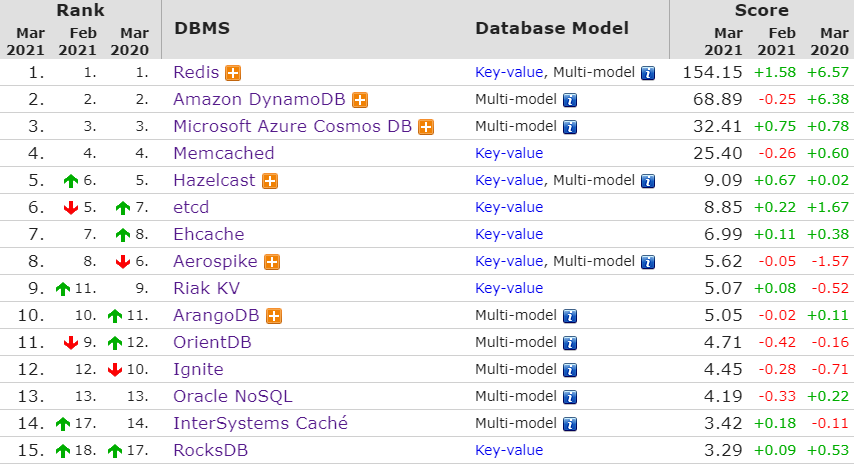 Rank DBMS Database Model Score
Mar 2021 Feb 2021 Mar 2020 Mar 2021 Feb 2021 Mar 2020
1. 1. 1. Redis Key-value, Multi-model 154.15 +1.58 +6.57
2. 2. 2. Amazon DynamoDB Multi-model 68.89 -0.25 +6.38
3. 3. 3. Microsoft Azure Cosmos DB Multi-model 32.41 +0.75 +0.78
4. 4. 4. Memcached Key-value 25.40 -0.26 +0.60
5. 6. 5. Hazelcast Key-value, Multi-model 9.09 +0.67 +0.02
6. 5. 7. etcd Key-value 8.85 +0.22 +1.67
7. 7. 8. Ehcache Key-value 6.99 +0.11 +0.38
8. 8. 6. Aerospike Key-value, Multi-model 5.62 -0.05 -1.57
9. 11. 9. Riak KV Key-value 5.07 +0.08 -0.52
10. 10. 11. ArangoDB Multi-model 5.05 -0.02 +0.11
11. 9. 12. OrientDB Multi-model 4.71 -0.42 -0.16
12. 12. 10. Ignite Multi-model 4.45 -0.28 -0.71
13. 13. 13. Oracle NoSQL Multi-model 4.19 -0.33 +0.22
14. 17. 14. InterSystems Caché Multi-model 3.42 +0.18 -0.11
15. 18. 17. RocksDB Key-value 3.29 +0.09 +0.53